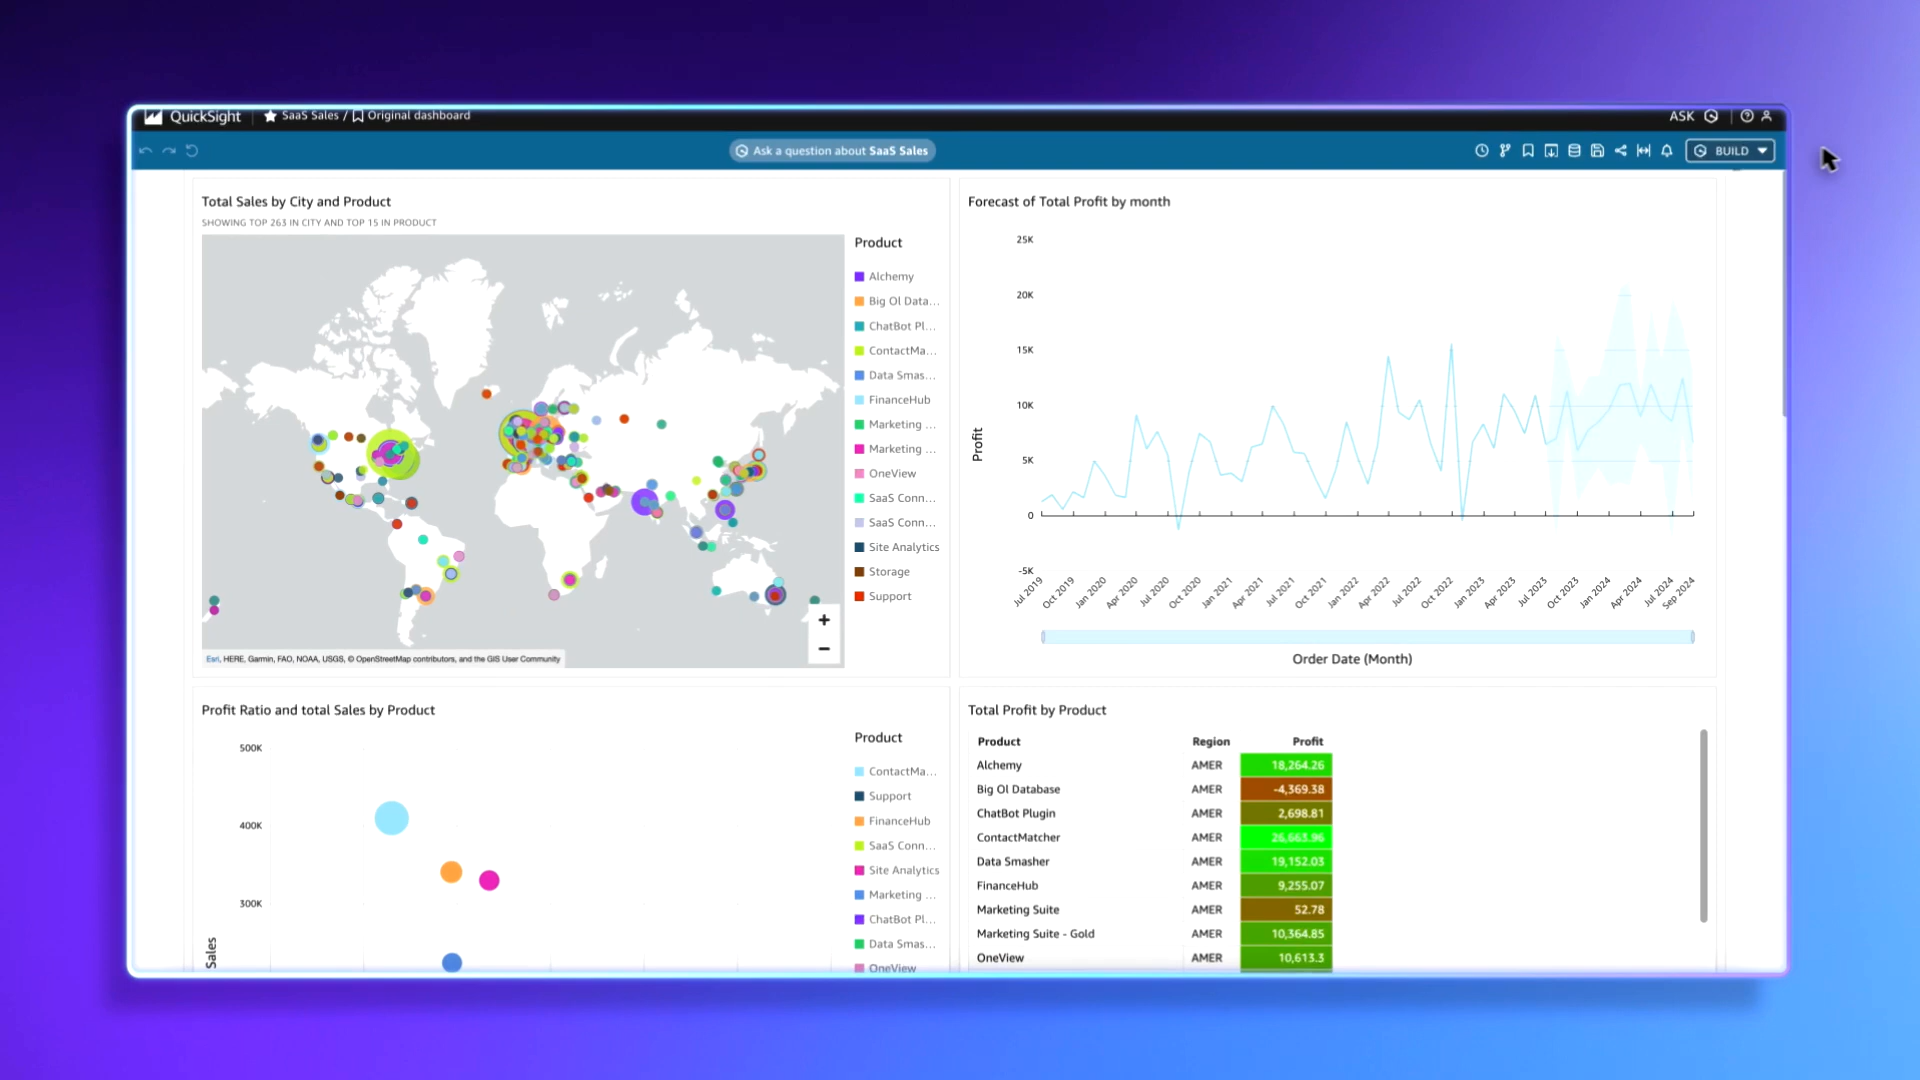 QuickSight
SaaS Sales / Original dashboard
ASK
Ask a question about SaaS Sales
BUILD
Total Sales by City and Product
SHOWING TOP 263 IN CITY AND TOP 15 IN PRODUCT
Product
Alchemy
Big Ol Data...
ChatBot Pl...
ContactMa...
Data Smas...
FinanceHub
Marketing ...
Marketing ...
OneView
SaaS Conn...
SaaS Conn...
Site Analytics
Storage
Support
+
−
Esri, HERE, Garmin, FAO, NOAA, USGS, © OpenStreetMap contributors, and the GIS User Community
Forecast of Total Profit by month
25K
20K
15K
10K
5K
0
-5K
Profit
Jul 2019
Oct 2019
Jan 2020
Apr 2020
Jul 2020
Oct 2020
Jan 2021
Apr 2021
Jul 2021
Oct 2021
Jan 2022
Apr 2022
Jul 2022
Oct 2022
Jan 2023
Apr 2023
Jul 2023
Oct 2023
Jan 2024
Apr 2024
Jul 2024
Sep 2024
Order Date (Month)
Profit Ratio and total Sales by Product
500K
400K
300K
Sales
Product
ContactMa...
Support
FinanceHub
SaaS Conn...
Site Analytics
Marketing ...
ChatBot Pl...
Data Smas...
OneView
Total Profit by Product
Product Region Profit
Alchemy AMER 18,264.26
Big Ol Database AMER -4,369.38
ChatBot Plugin AMER 2,698.81
ContactMatcher AMER 26,663.96
Data Smasher AMER 19,152.03
FinanceHub AMER 9,255.07
Marketing Suite AMER 52.78
Marketing Suite - Gold AMER 10,364.85
OneView AMER 10,613.3